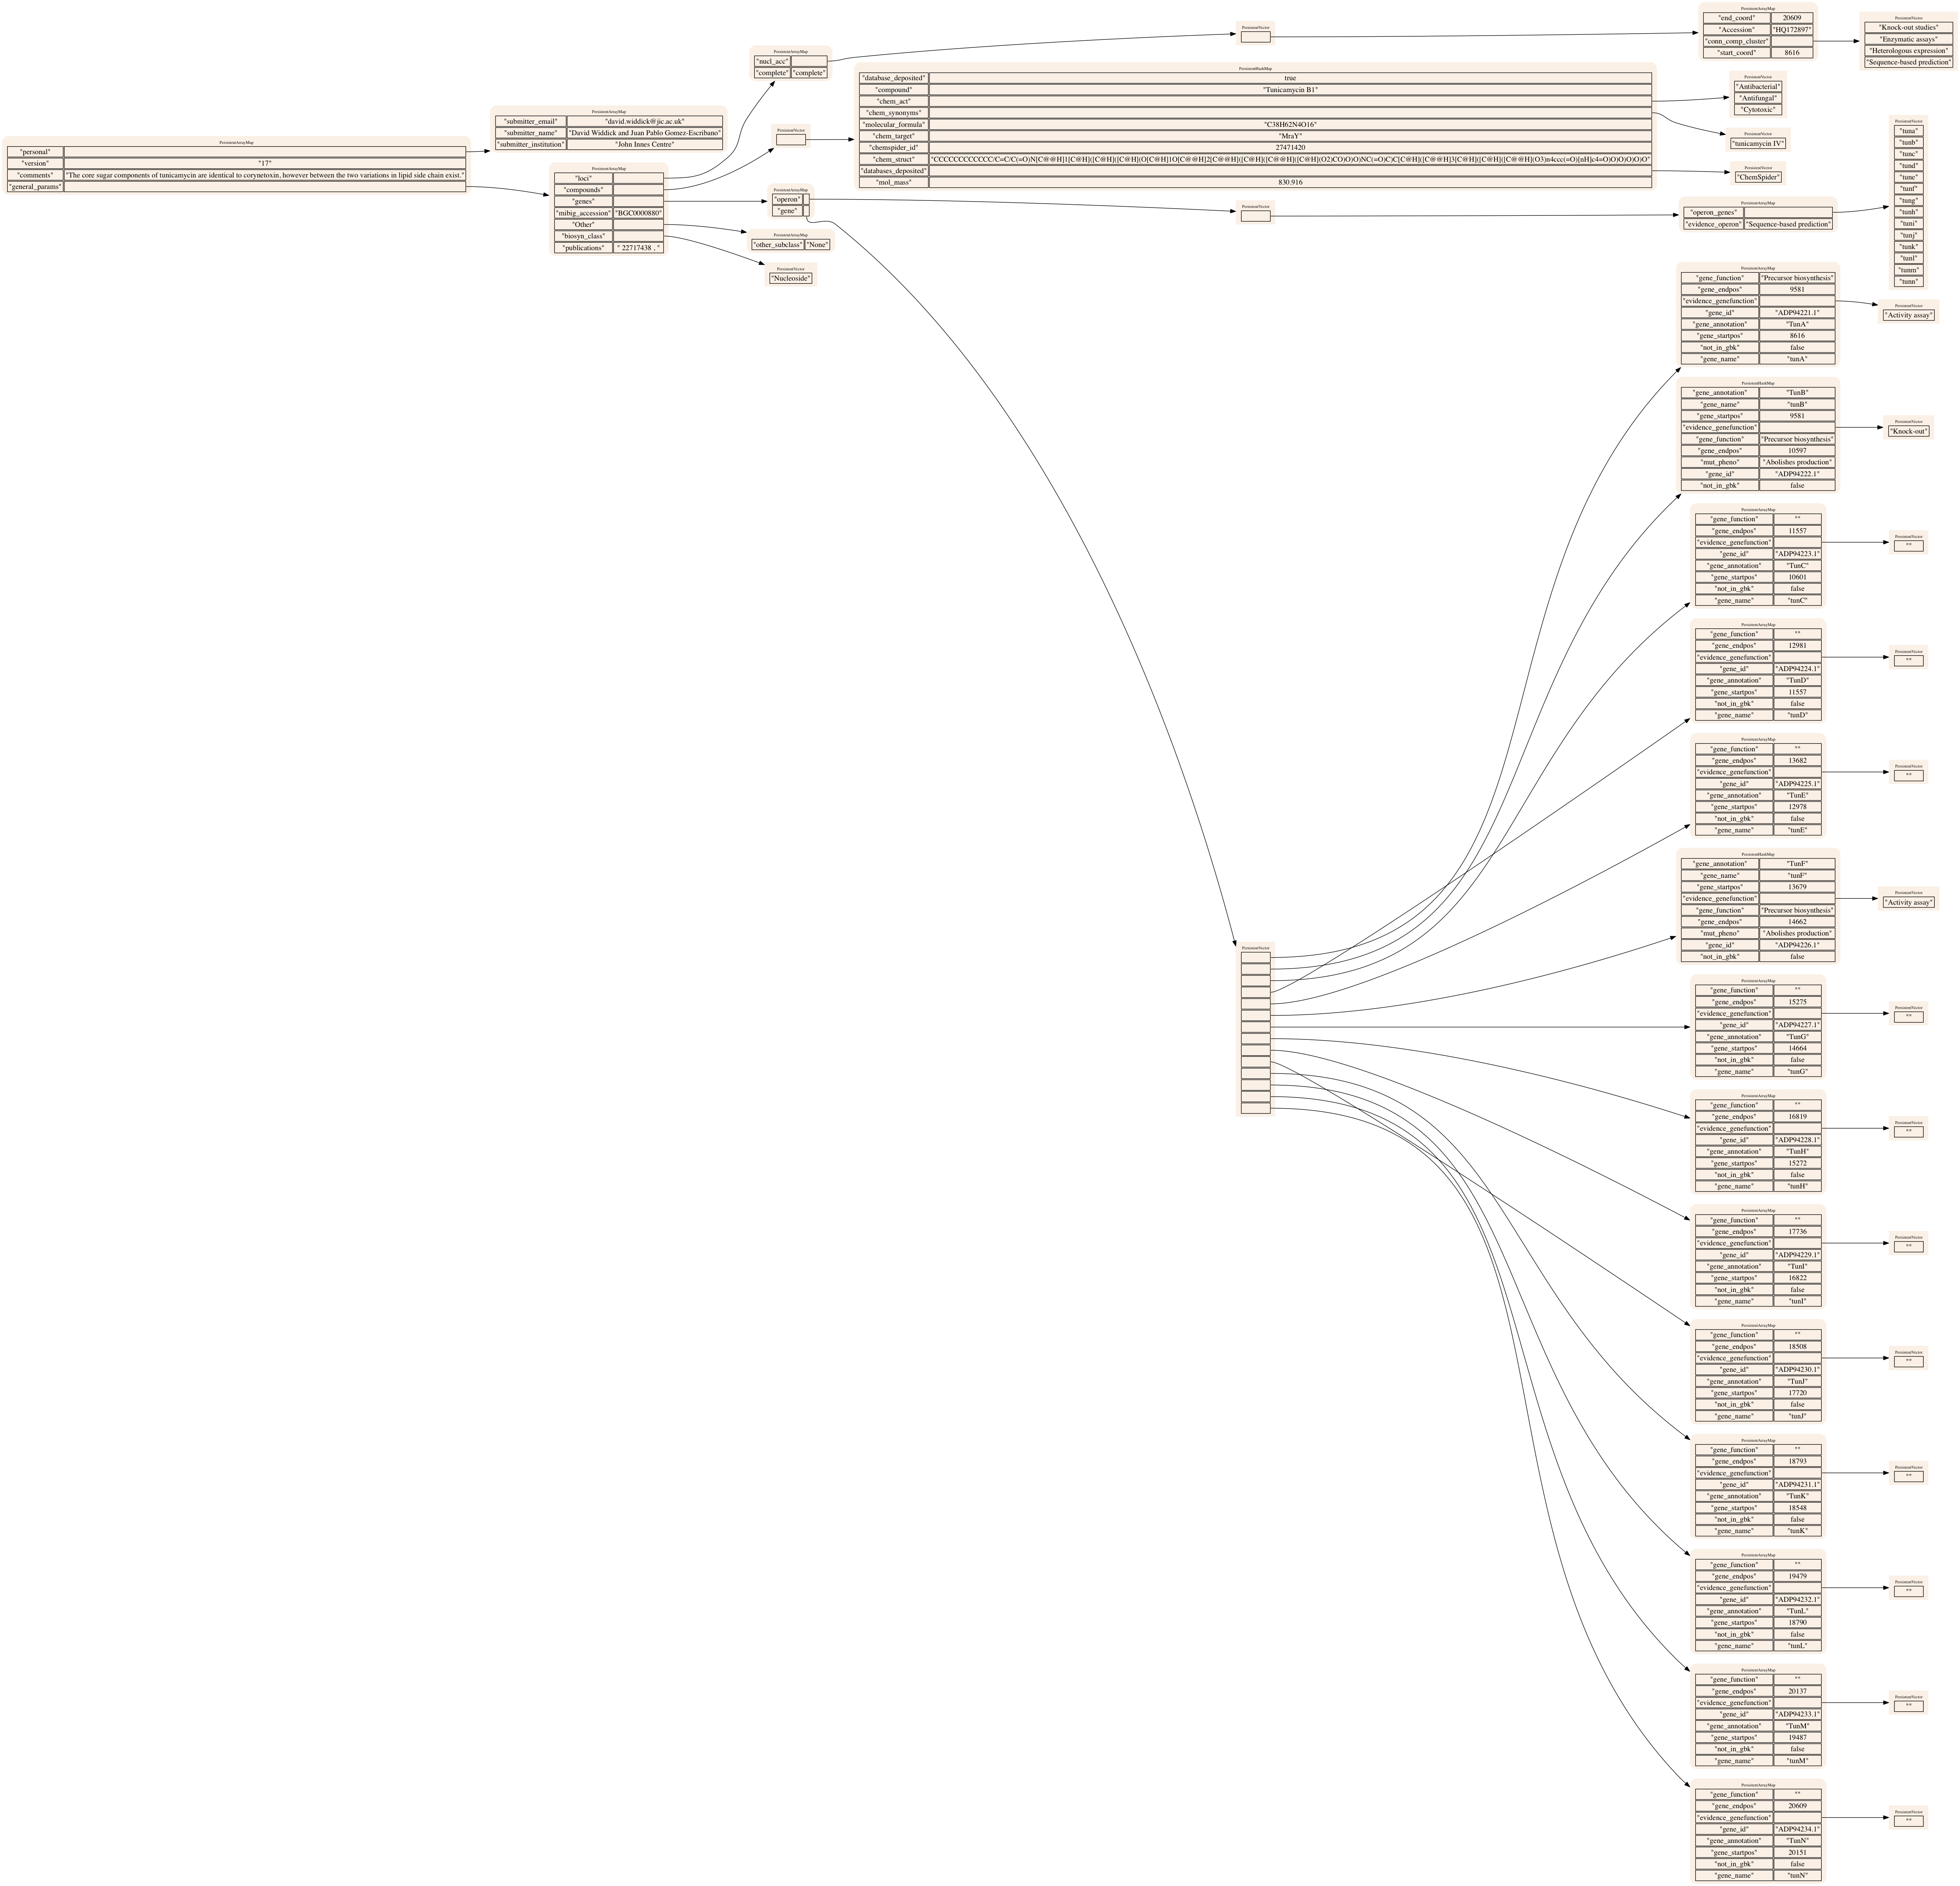 PersistentArrayMap
"personal"
"version" "17"
"comments" "The core sugar components of tunicamycin are identical to corynetoxin, however between the two variations in lipid side chain exist."
"general_params"
PersistentArrayMap
"submitter_email" "david.widdick@jic.ac.uk"
"submitter_name" "David Widdick and Juan Pablo Gomez-Escribano"
"submitter_institution" "John Innes Centre"
PersistentArrayMap
"loci"
"compounds"
"genes"
"mibig_accession" "BGC0000880"
"Other"
"biosyn_class"
"publications" " 22717438 , "
PersistentArrayMap
"nucl_acc"
"complete" "complete"
PersistentVector
PersistentArrayMap
"end_coord" 20609
"Accession" "HQ172897"
"conn_comp_cluster"
"start_coord" 8616
PersistentVector
"Knock-out studies"
"Enzymatic assays"
"Heterologous expression"
"Sequence-based prediction"
PersistentVector
PersistentHashMap
"database_deposited" true
"compound" "Tunicamycin B1"
"chem_act"
"chem_synonyms"
"molecular_formula" "C38H62N4O16"
"chem_target" "MraY"
"chemspider_id" 27471420
"chem_struct"
"databases_deposited"
"mol_mass" 830.916
PersistentVector
"Antibacterial"
"Antifungal"
"Cytotoxic"
PersistentVector
"tunicamycin IV"
PersistentVector
"ChemSpider"
PersistentArrayMap
"operon"
"gene"
PersistentVector
PersistentArrayMap
"operon_genes"
"evidence_operon" "Sequence-based prediction"
PersistentVector
"tuna"
"tunb"
"tunc"
"tund"
"tune"
"tunf"
"tung"
"tunh"
"tuni"
"tunj"
"tunk"
"tunl"
"tunm"
"tunn"
PersistentArrayMap
"other_subclass" "None"
PersistentVector
"Nucleoside"
PersistentVector
PersistentArrayMap
"gene_function" "Precursor biosynthesis"
"gene_endpos" 9581
"evidence_genefunction"
"gene_id" "ADP94221.1"
"gene_annotation" "TunA"
"gene_startpos" 8616
"not_in_gbk" false
"gene_name" "tunA"
PersistentVector
"Activity assay"
PersistentHashMap
"gene_annotation" "TunB"
"gene_name" "tunB"
"gene_startpos" 9581
"evidence_genefunction"
"gene_function" "Precursor biosynthesis"
"gene_endpos" 10597
"mut_pheno" "Abolishes production"
"gene_id" "ADP94222.1"
"not_in_gbk" false
PersistentVector
"Knock-out"
PersistentArrayMap
"gene_function" ""
"gene_endpos" 11557
"evidence_genefunction"
"gene_id" "ADP94223.1"
"gene_annotation" "TunC"
"gene_startpos" 10601
"not_in_gbk" false
"gene_name" "tunC"
PersistentVector
""
PersistentArrayMap
"gene_function" ""
"gene_endpos" 12981
"evidence_genefunction"
"gene_id" "ADP94224.1"
"gene_annotation" "TunD"
"gene_startpos" 11557
"not_in_gbk" false
"gene_name" "tunD"
PersistentVector
""
PersistentArrayMap
"gene_function" ""
"gene_endpos" 13682
"evidence_genefunction"
"gene_id" "ADP94225.1"
"gene_annotation" "TunE"
"gene_startpos" 12978
"not_in_gbk" false
"gene_name" "tunE"
PersistentVector
""
PersistentHashMap
"gene_annotation" "TunF"
"gene_name" "tunF"
"gene_startpos" 13679
"evidence_genefunction"
"gene_function" "Precursor biosynthesis"
"gene_endpos" 14662
"mut_pheno" "Abolishes production"
"gene_id" "ADP94226.1"
"not_in_gbk" false
PersistentVector
"Activity assay"
PersistentArrayMap
"gene_function" ""
"gene_endpos" 15275
"evidence_genefunction"
"gene_id" "ADP94227.1"
"gene_annotation" "TunG"
"gene_startpos" 14664
"not_in_gbk" false
"gene_name" "tunG"
PersistentVector
""
PersistentArrayMap
"gene_function" ""
"gene_endpos" 16819
"evidence_genefunction"
"gene_id" "ADP94228.1"
"gene_annotation" "TunH"
"gene_startpos" 15272
"not_in_gbk" false
"gene_name" "tunH"
PersistentVector
""
PersistentArrayMap
"gene_function" ""
"gene_endpos" 17736
"evidence_genefunction"
"gene_id" "ADP94229.1"
"gene_annotation" "TunI"
"gene_startpos" 16822
"not_in_gbk" false
"gene_name" "tunI"
PersistentVector
""
PersistentArrayMap
"gene_function" ""
"gene_endpos" 18508
"evidence_genefunction"
"gene_id" "ADP94230.1"
"gene_annotation" "TunJ"
"gene_startpos" 17720
"not_in_gbk" false
"gene_name" "tunJ"
PersistentVector
""
PersistentArrayMap
"gene_function" ""
"gene_endpos" 18793
"evidence_genefunction"
"gene_id" "ADP94231.1"
"gene_annotation" "TunK"
"gene_startpos" 18548
"not_in_gbk" false
"gene_name" "tunK"
PersistentVector
""
PersistentArrayMap
"gene_function" ""
"gene_endpos" 19479
"evidence_genefunction"
"gene_id" "ADP94232.1"
"gene_annotation" "TunL"
"gene_startpos" 18790
"not_in_gbk" false
"gene_name" "tunL"
PersistentVector
""
PersistentArrayMap
"gene_function" ""
"gene_endpos" 20137
"evidence_genefunction"
"gene_id" "ADP94233.1"
"gene_annotation" "TunM"
"gene_startpos" 19487
"not_in_gbk" false
"gene_name" "tunM"
PersistentVector
""
PersistentArrayMap
"gene_function" ""
"gene_endpos" 20609
"evidence_genefunction"
"gene_id" "ADP94234.1"
"gene_annotation" "TunN"
"gene_startpos" 20151
"not_in_gbk" false
"gene_name" "tunN"
PersistentVector
""